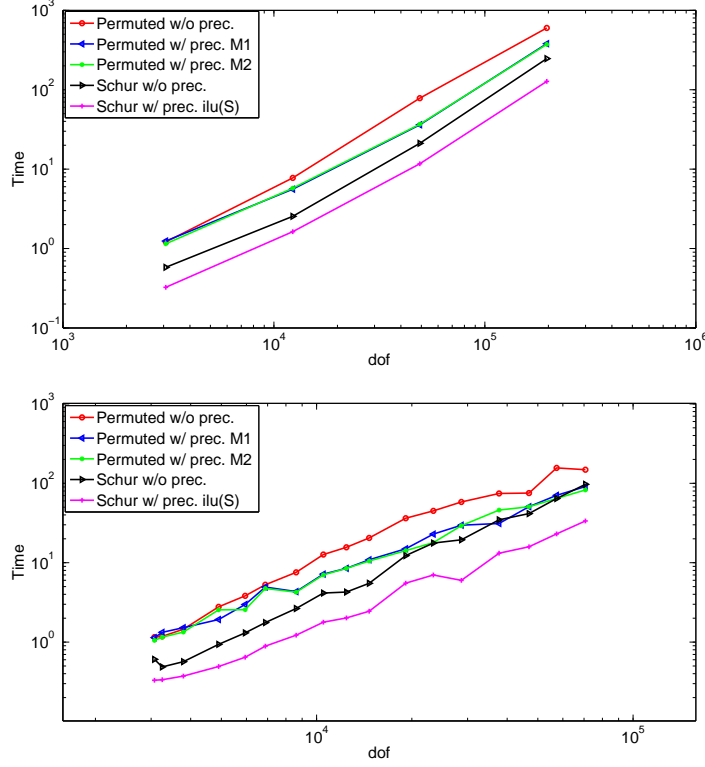 10^3
Permuted w/o prec.
Permuted w/ prec. M1
Permuted w/ prec. M2
Schur w/o prec.
Schur w/ prec. ilu(S)
10^2
10^1
10^0
10^-1
Time
10^3
10^4
10^5
10^6
dof
10^3
Permuted w/o prec.
Permuted w/ prec. M1
Permuted w/ prec. M2
Schur w/o prec.
Schur w/ prec. ilu(S)
10^2
10^1
10^0
Time
10^4
10^5
dof